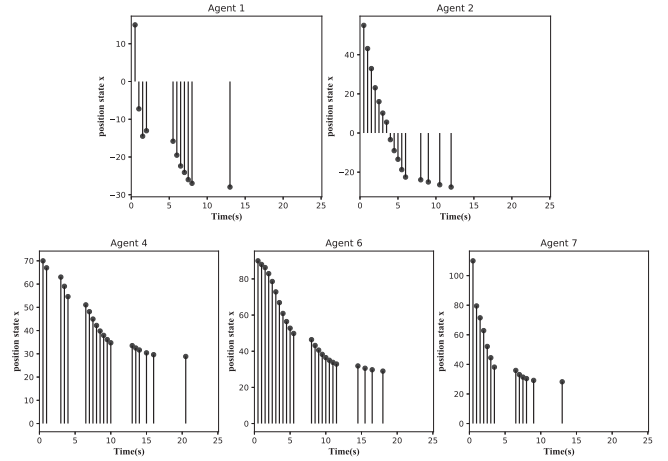 Agent 1
Agent 2
position state x
10
0
−10
−20
−30
0 5 10 15 20 25
Time(s)
position state x
40
20
0
−20
0 5 10 15 20 25
Time(s)
Agent 4
Agent 6
Agent 7
position state x
70
60
50
40
30
20
10
0
0 5 10 15 20 25
Time(s)
position state x
80
60
40
20
0
0 5 10 15 20 25
Time(s)
position state x
100
80
60
40
20
0
0 5 10 15 20 25
Time(s)